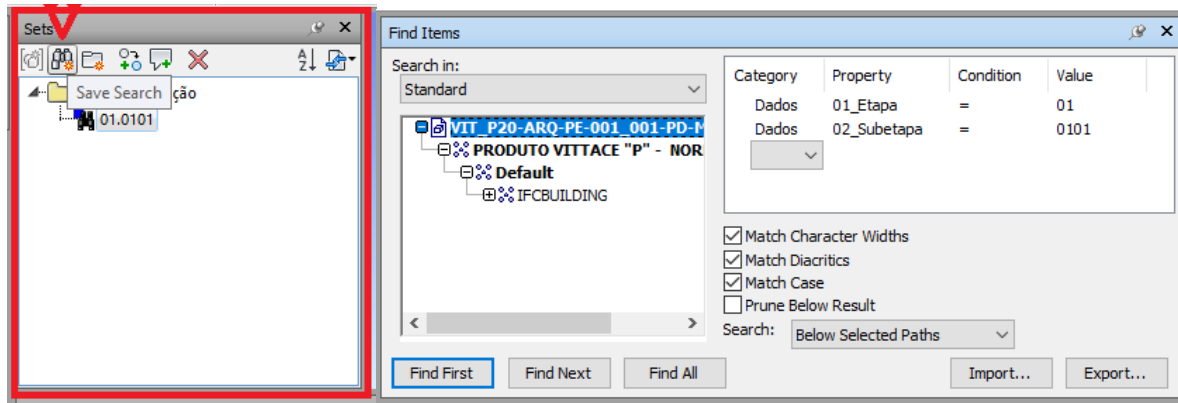 Sets
Save Search
ção
01.0101
Find Items
Search in:
Standard
VIT_P20-ARQ-PE-001_001-PD-M
PRODUTO VITTACE "P" - NOR
Default
IFCBUILDING
Category Property Condition Value
Dados 01_Etapa = 01
Dados 02_Subetapa = 0101
Match Character Widths
Match Diacritics
Match Case
Prune Below Result
Search: Below Selected Paths
Find First Find Next Find All Import... Export...